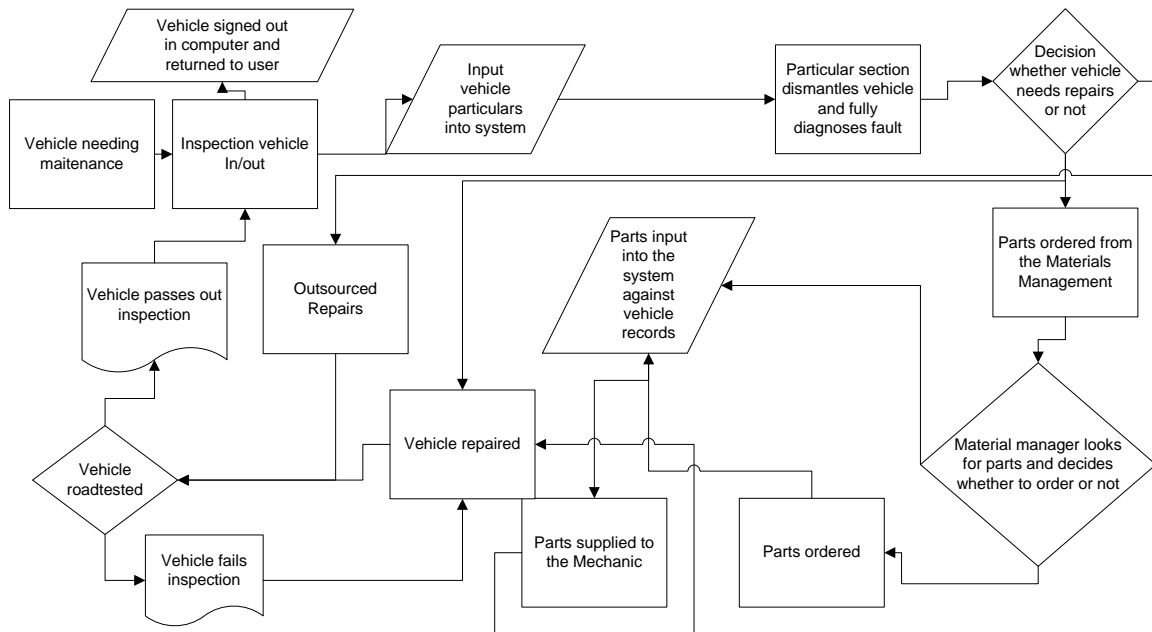 Vehicle signed out
in computer and
returned to user
Input
vehicle
particulars
into system
Particular section
dismantles vehicle
and fully
diagnoses fault
Decision
whether vehicle
needs repairs
or not
Vehicle needing
maitenance
Inspection vehicle
In/out
Parts ordered from
the Materials
Management
Parts input
into the
system
against
vehicle
records
Outsourced
Repairs
Vehicle passes out
inspection
Vehicle repaired
Material manager looks
for parts and decides
whether to order or not
Vehicle
roadtested
Vehicle fails
inspection
Parts supplied to
the Mechanic
Parts ordered